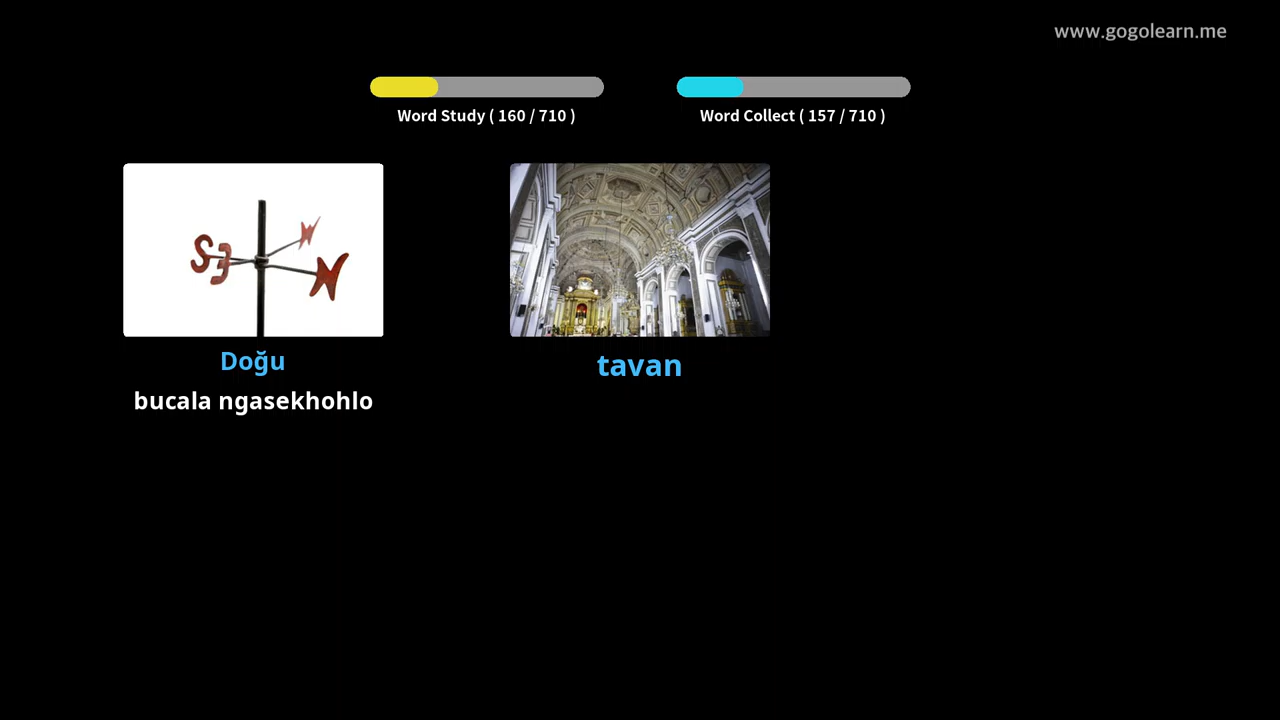 www.gogolearn.me
Word Study ( 160 / 710 )
Word Collect ( 157 / 710 )
S E N W
Doğu
tavan
bucala ngasekhohlo